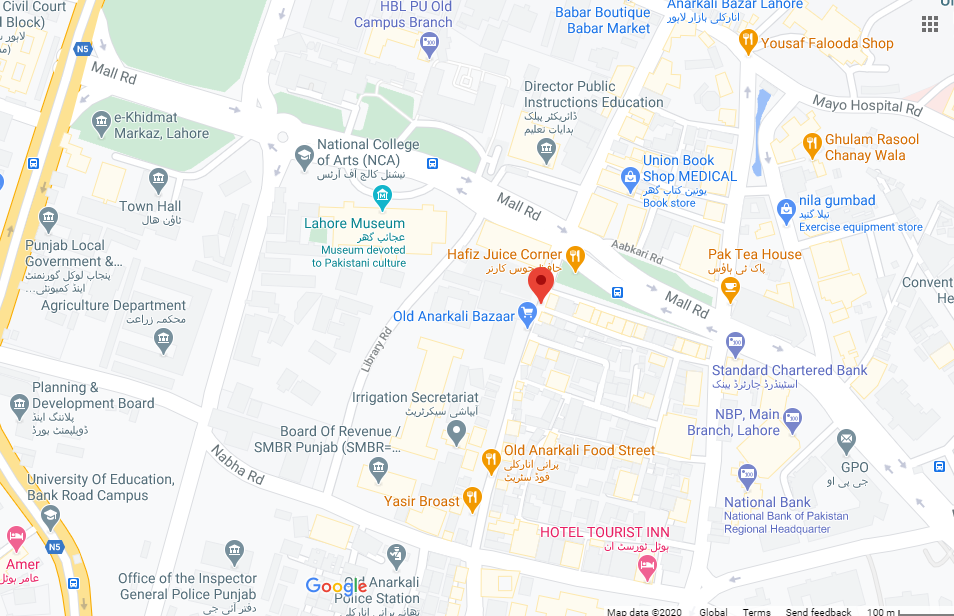 Civil Court
Block)
HBL PU Old
Campus Branch
Babar Boutique
Babar Market
Anarkali Bazar Lahore
انارکلی بازار لاہور
Yousaf Falooda Shop
N5
Mall Rd
e-Khidmat
Markaz, Lahore
Director Public
Instructions Education
ڈائریکٹر پبلک
ہدایات تعلیم
Mayo Hospital Rd
Ghulam Rasool
Chanay Wala
National College
of Arts (NCA)
نیشنل کالج آف آرٹس
Union Book
Shop MEDICAL
یونین کتاب گھر
Book store
Town Hall
ٹاؤن ہال
Lahore Museum
عجائب گھر
Museum devoted
to Pakistani culture
Mall Rd
nila gumbad
نیلا گنبد
Exercise equipment store
Punjab Local
Government &...
پنجاب لوکل گورنمنٹ
اینڈ کمیونٹی...
Aabkari Rd
Hafiz Juice Corner
حافظ جوس کارنر
Pak Tea House
پاک ٹی ہاؤس
Convent
He
Agriculture Department
محکمہ زراعت
Old Anarkali Bazaar
Mall Rd
Library Rd
Standard Chartered Bank
اسٹینڈرڈ چارٹرڈ بینک
Planning &
Development Board
پلاننگ اینڈ
ڈویلپمنٹ بورڈ
Irrigation Secretariat
آبپاشی سیکرٹریٹ
NBP, Main
Branch, Lahore
Board Of Revenue /
SMBR Punjab (SMBR=...
Nabha Rd
Old Anarkali Food Street
پرانی انارکلی
فوڈ سٹریٹ
GPO
جی پی او
University Of Education,
Bank Road Campus
Yasir Broast
National Bank
National Bank of Pakistan
Regional Headquarter
HOTEL TOURIST INN
ہوٹل ٹورسٹ ان
N5
Amer
عامر ہوٹل
Office of the Inspector
General Police Punjab
دفتر آئی جی
Google
Old Anarkali
Police Station
تھانہ پرانی انارکلی
Map data ©2020 Global Terms Send feedback 100 m